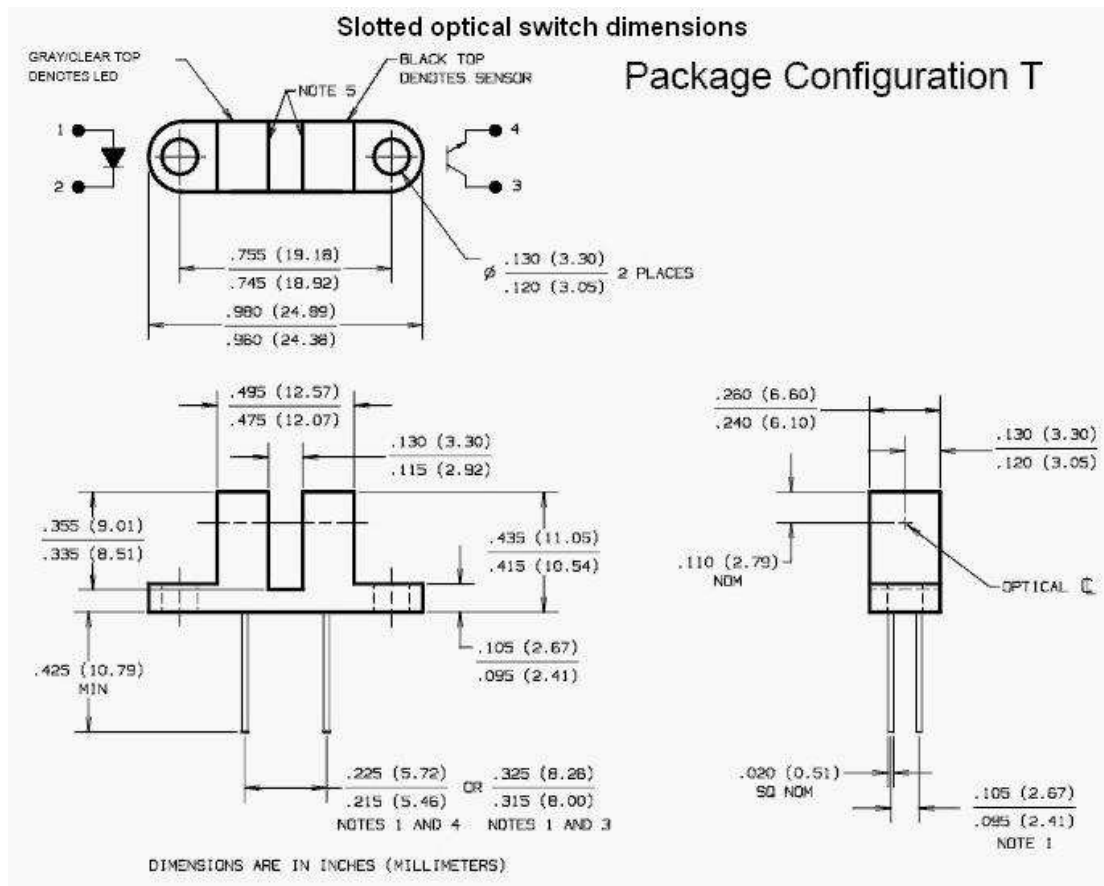 Slotted optical switch dimensions
Package Configuration T
GRAY/CLEAR TOP
DENOTES LED
BLACK TOP
DENOTES SENSOR
NOTE 5
1
2
4
3
.755 (19.18)
.745 (18.92)
.980 (24.89)
.960 (24.38)
ϕ .130 (3.30)
.120 (3.05)
2 PLACES
.495 (12.57)
.475 (12.07)
.130 (3.30)
.115 (2.92)
.355 (9.01)
.335 (8.51)
.435 (11.05)
.415 (10.54)
.105 (2.67)
.095 (2.41)
.425 (10.79)
MIN
.225 (5.72)
.215 (5.46)
NOTES 1 AND 4
OR
.325 (8.26)
.315 (8.00)
NOTES 1 AND 3
.260 (6.60)
.240 (6.10)
.130 (3.30)
.120 (3.05)
.110 (2.79)
NOM
OPTICAL ℄
.020 (0.51)
SQ NOM
.105 (2.67)
.095 (2.41)
NOTE 1
DIMENSIONS ARE IN INCHES (MILLIMETERS)